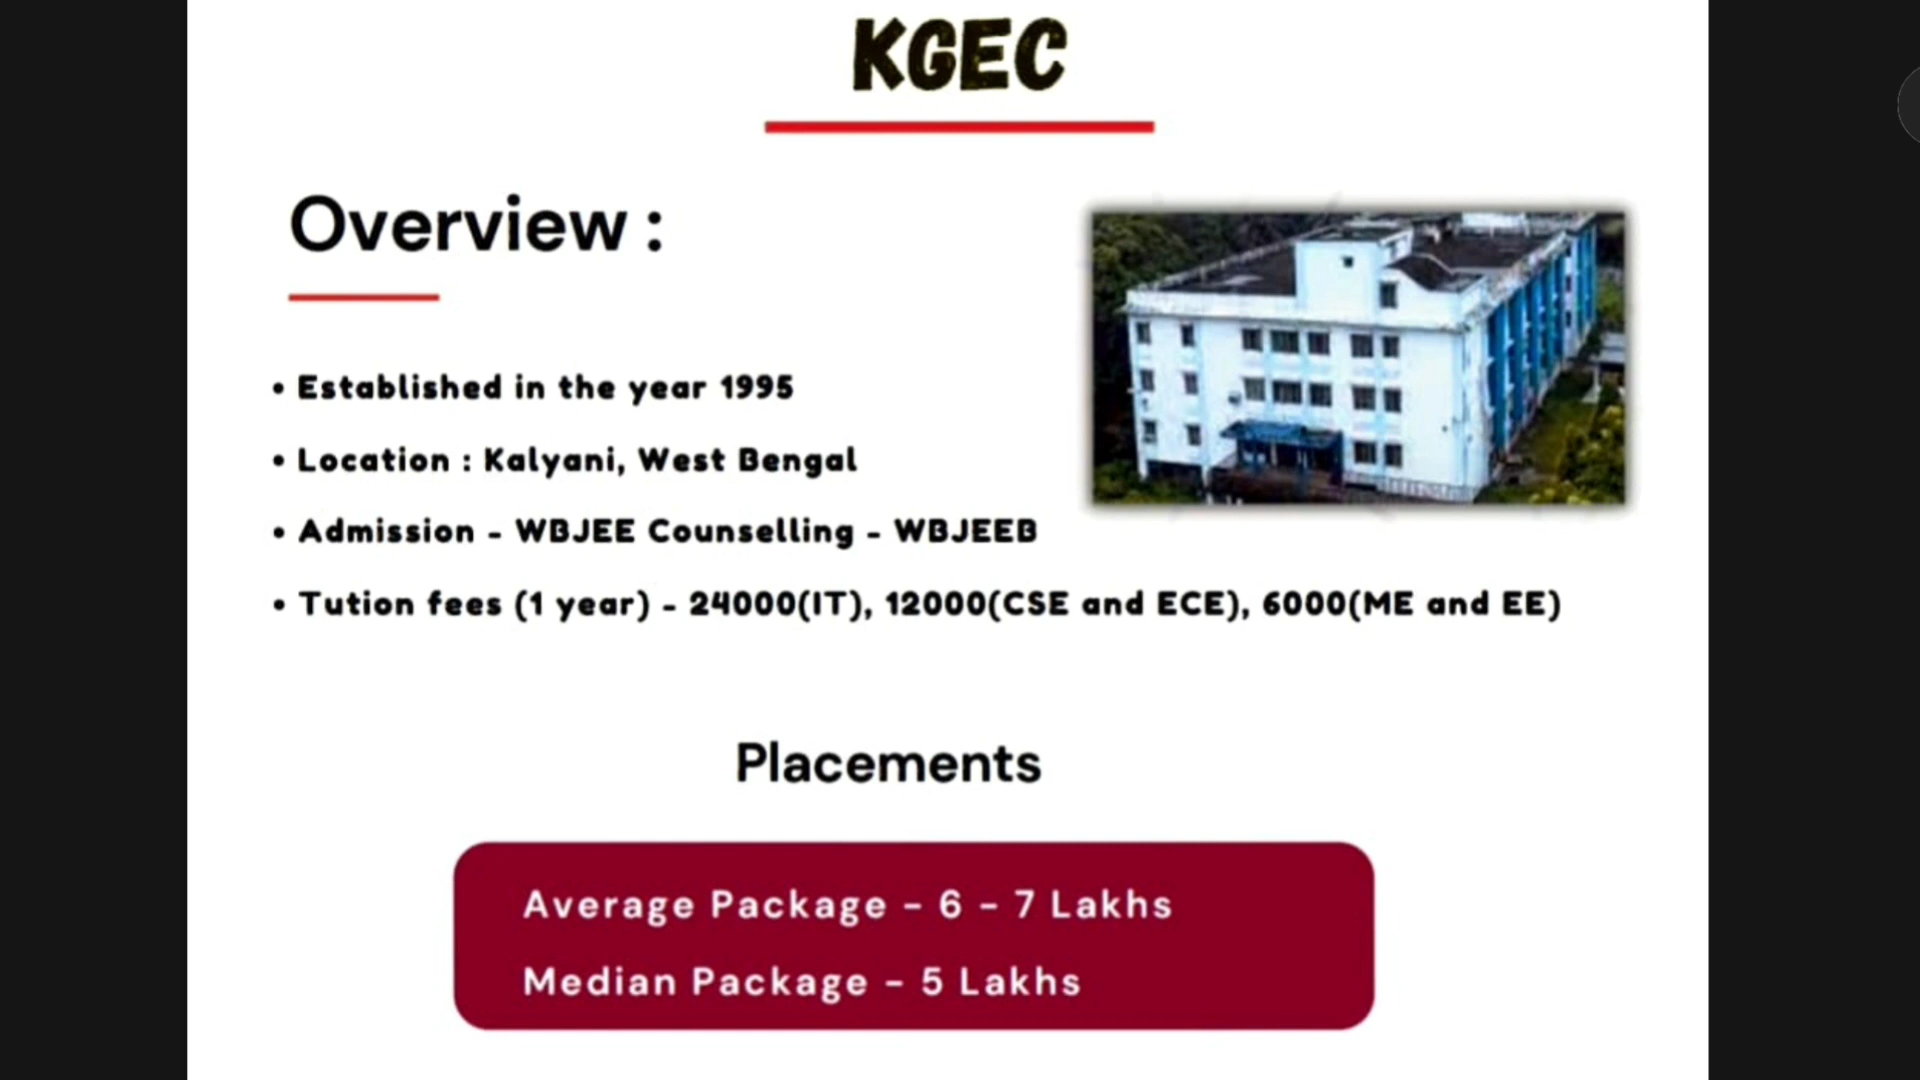 KGEC
Overview :
• Established in the year 1995
• Location : Kalyani, West Bengal
• Admission - WBJEE Counselling - WBJEEB
• Tution fees (1 year) - 24000(IT), 12000(CSE and ECE), 6000(ME and EE)
Placements
Average Package – 6 – 7 Lakhs
Median Package – 5 Lakhs